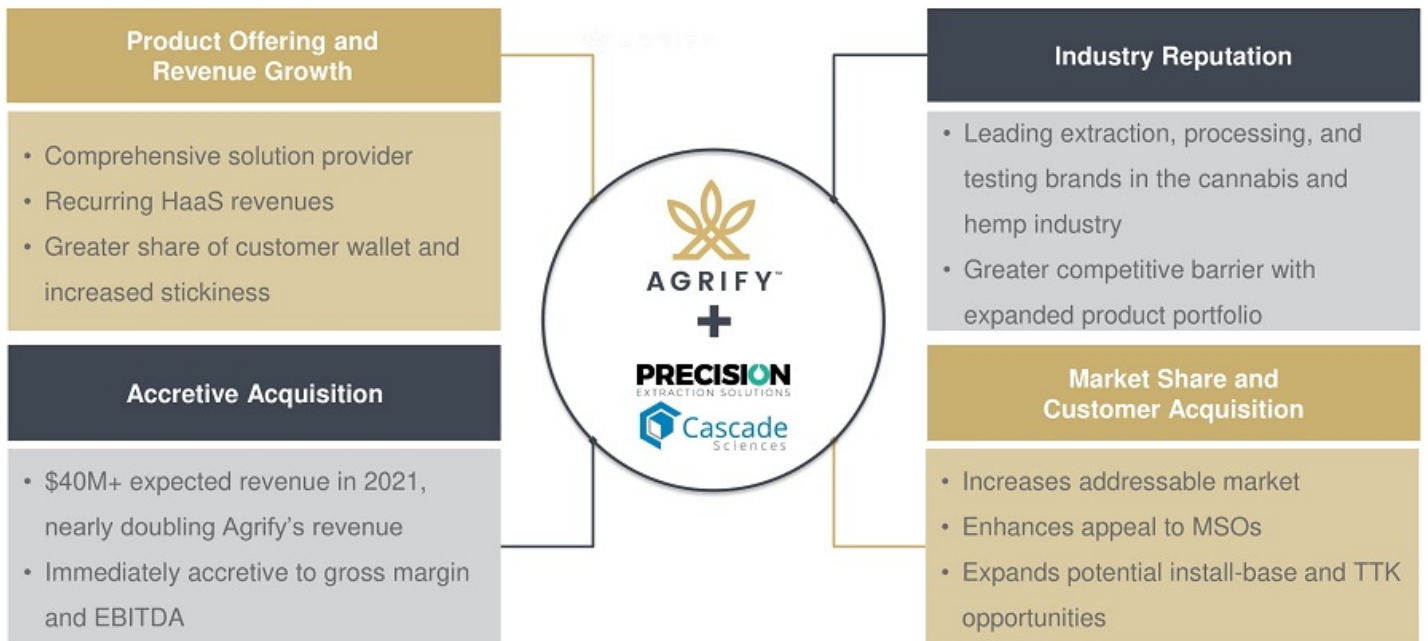 Product Offering and
Revenue Growth
• Comprehensive solution provider
• Recurring HaaS revenues
• Greater share of customer wallet and
increased stickiness
Accretive Acquisition
• $40M+ expected revenue in 2021,
nearly doubling Agrify’s revenue
• Immediately accretive to gross margin
and EBITDA
AGRIFY™
+
PRECISION
EXTRACTION SOLUTIONS
Cascade
Sciences
Industry Reputation
• Leading extraction, processing, and
testing brands in the cannabis and
hemp industry
• Greater competitive barrier with
expanded product portfolio
Market Share and
Customer Acquisition
• Increases addressable market
• Enhances appeal to MSOs
• Expands potential install-base and TTK
opportunities